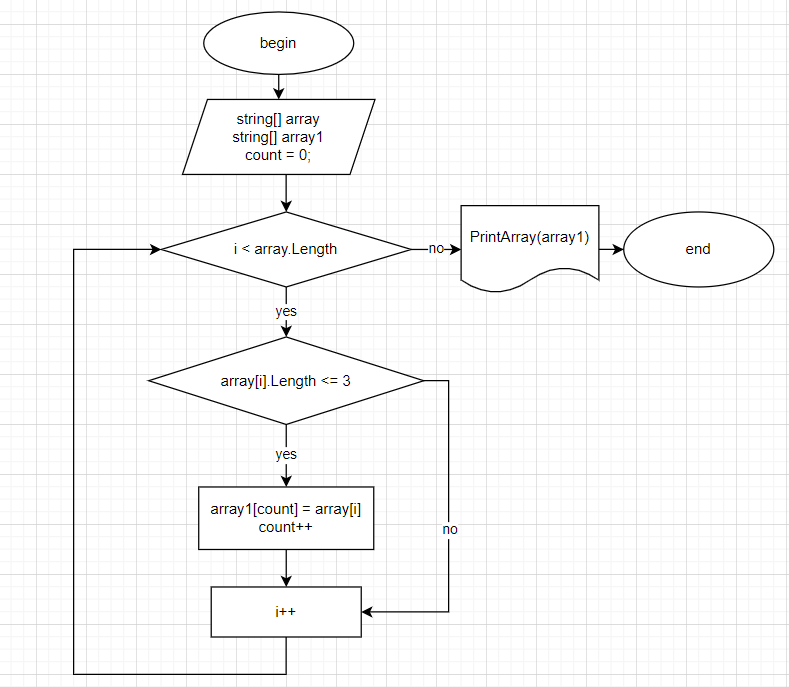 begin
string[] array
string[] array1
count = 0;
i < array.Length
no
PrintArray(array1)
end
yes
array[i].Length <= 3
yes
array1[count] = array[i]
count++
no
i++